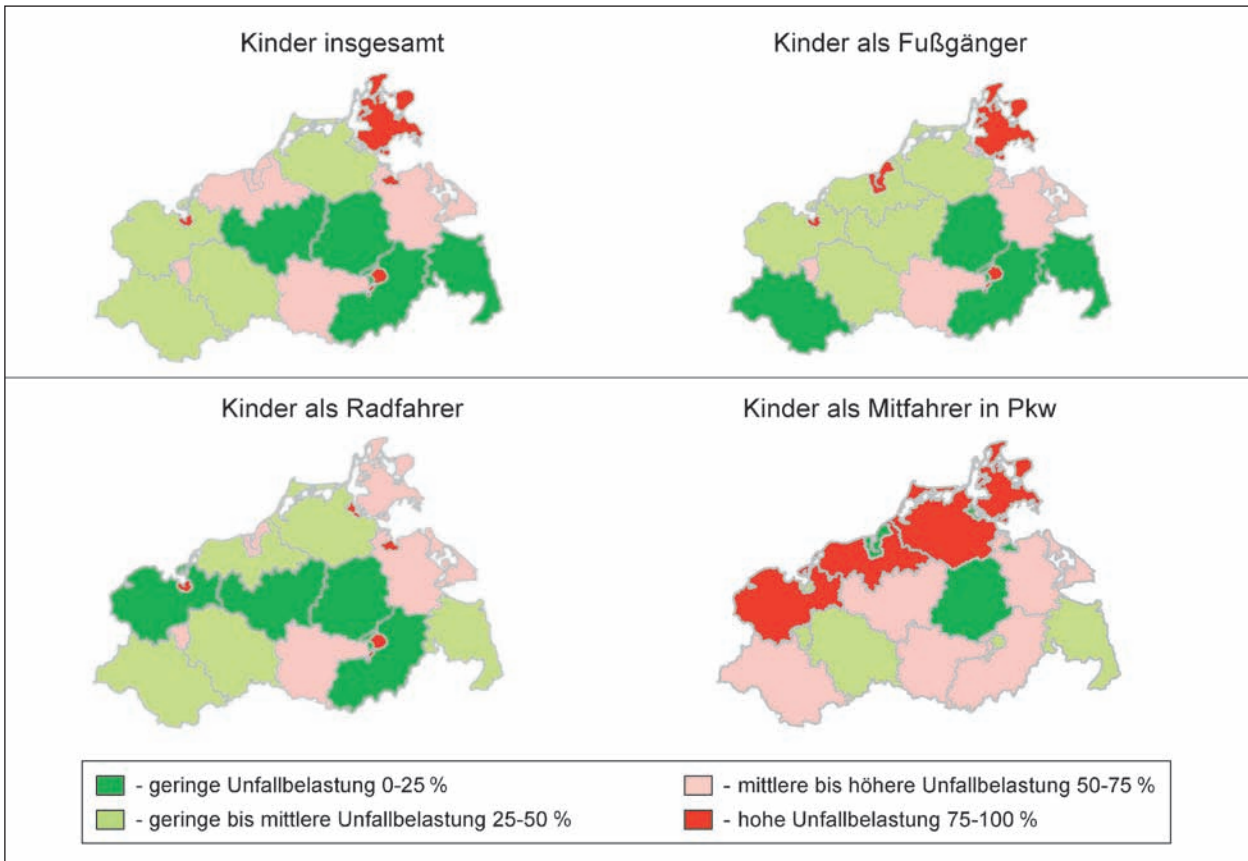 Kinder insgesamt
Kinder als Fußgänger
Kinder als Radfahrer
Kinder als Mitfahrer in Pkw
- geringe Unfallbelastung 0-25 %
- geringe bis mittlere Unfallbelastung 25-50 %
- mittlere bis höhere Unfallbelastung 50-75 %
- hohe Unfallbelastung 75-100 %